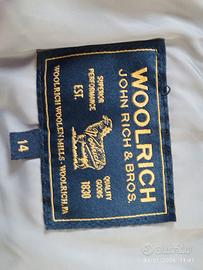 WOOLRICH
JOHN RICH & BROS.
SUPERIOR
PERFORMANCE
EST.
QUALITY
GOODS
1830
WOOLRICH WOOLEN MILLS - WOOLRICH, PA
14